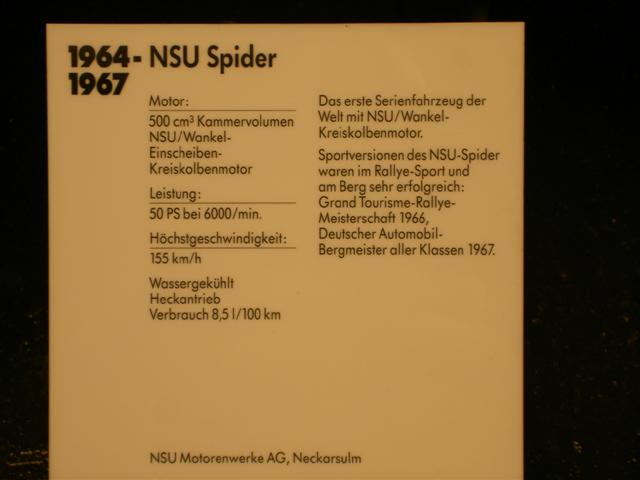 1964- NSU Spider
1967
Motor:
500 cm³ Kammervolumen
NSU/Wankel-
Einscheiben-
Kreiskolbenmotor
Leistung:
50 PS bei 6000/min.
Höchstgeschwindigkeit:
155 km/h
Wassergekühlt
Heckantrieb
Verbrauch 8,5 l/100 km
Das erste Serienfahrzeug der
Welt mit NSU/Wankel-
Kreiskolbenmotor.
Sportversionen des NSU-Spider
waren im Rallye-Sport und
am Berg sehr erfolgreich:
Grand Tourisme-Rallye-
Meisterschaft 1966,
Deutscher Automobil-
Bergmeister aller Klassen 1967.
NSU Motorenwerke AG, Neckarsulm